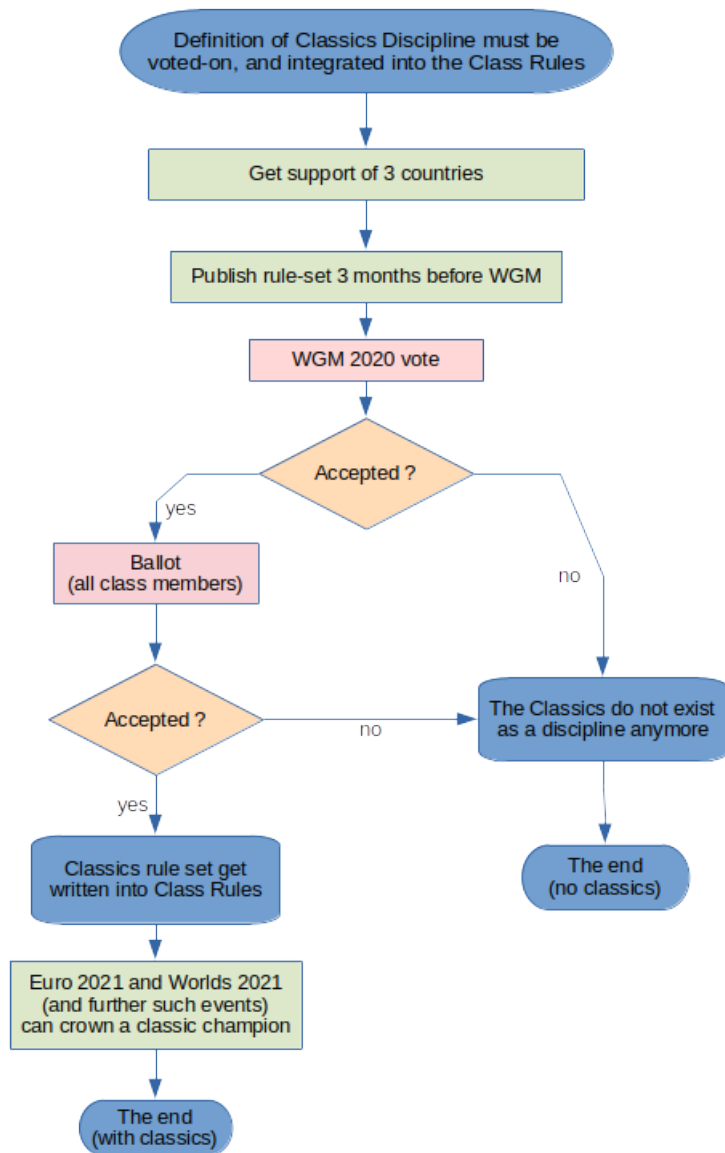 Definition of Classics Discipline must be
voted-on, and integrated into the Class Rules
Get support of 3 countries
Publish rule-set 3 months before WGM
WGM 2020 vote
Accepted ?
yes
no
Ballot
(all class members)
Accepted ?
no
The Classics do not exist
as a discipline anymore
yes
The end
(no classics)
Classics rule set get
written into Class Rules
Euro 2021 and Worlds 2021
(and further such events)
can crown a classic champion
The end
(with classics)